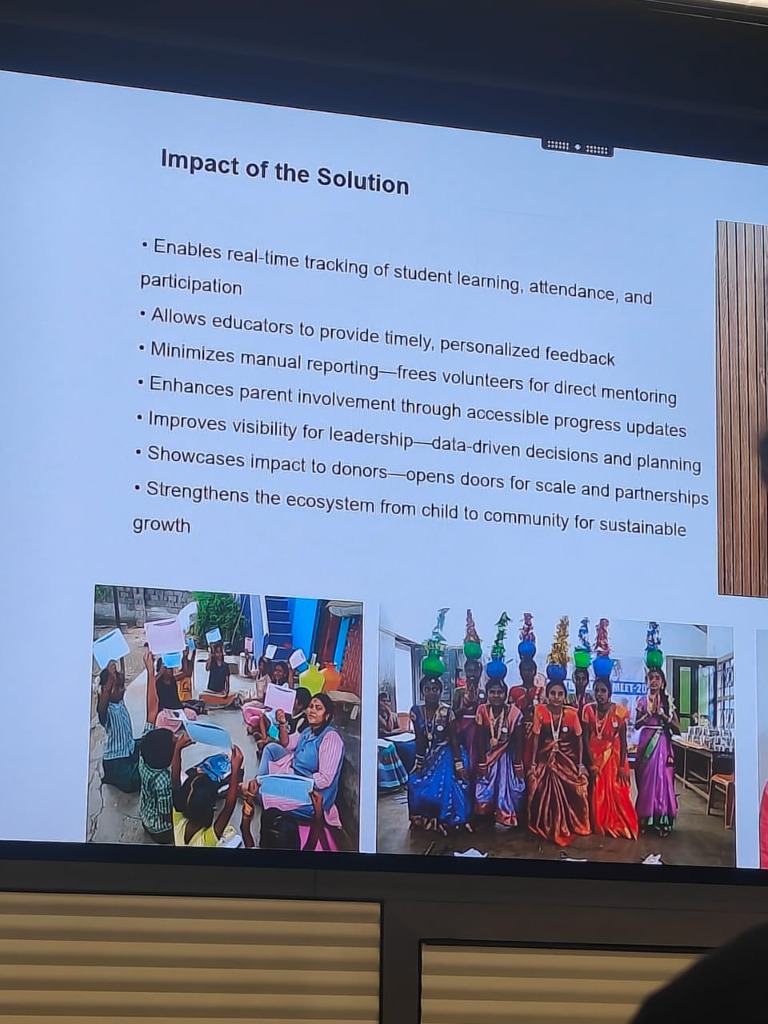 Impact of the Solution
• Enables real-time tracking of student learning, attendance, and
participation
• Allows educators to provide timely, personalized feedback
• Minimizes manual reporting—frees volunteers for direct mentoring
• Enhances parent involvement through accessible progress updates
• Improves visibility for leadership—data-driven decisions and planning
• Showcases impact to donors—opens doors for scale and partnerships
• Strengthens the ecosystem from child to community for sustainable
growth
MEET-20